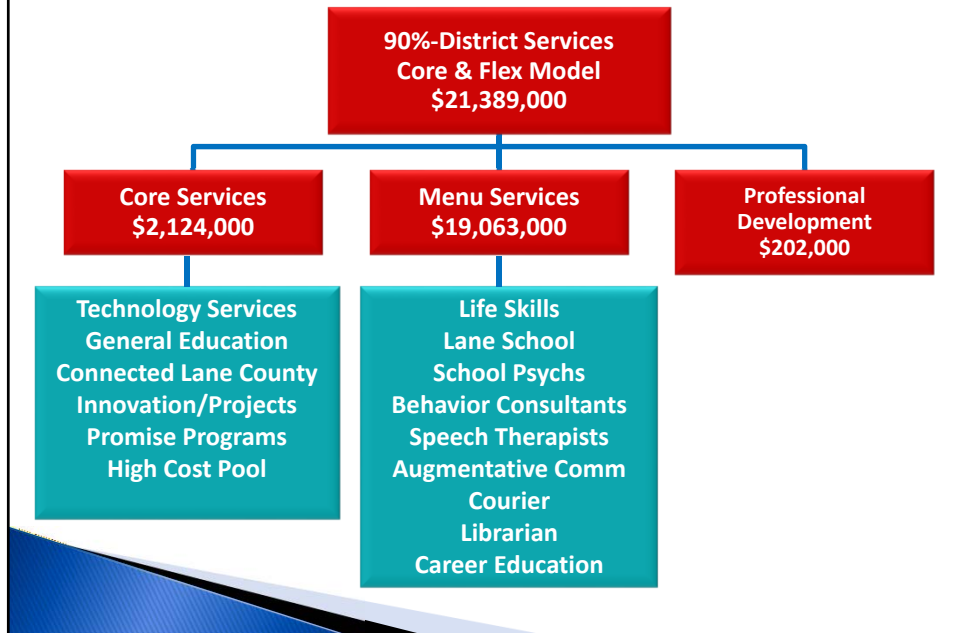 90%-District Services
Core & Flex Model
$21,389,000
Core Services
$2,124,000
Menu Services
$19,063,000
Professional
Development
$202,000
Technology Services
General Education
Connected Lane County
Innovation/Projects
Promise Programs
High Cost Pool
Life Skills
Lane School
School Psychs
Behavior Consultants
Speech Therapists
Augmentative Comm
Courier
Librarian
Career Education